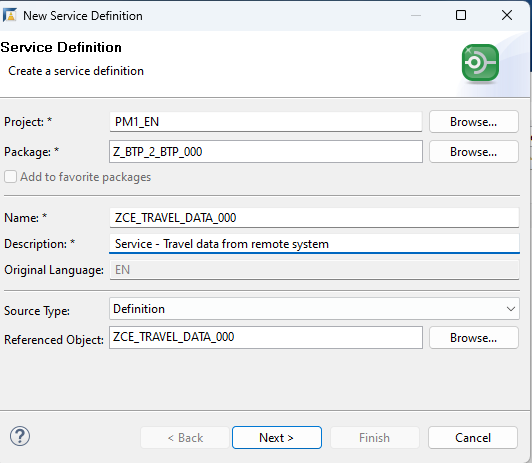 New Service Definition
Service Definition
Create a service definition
Project: * PM1_EN Browse...
Package: * Z_BTP_2_BTP_000 Browse...
Add to favorite packages
Name: * ZCE_TRAVEL_DATA_000
Description: * Service - Travel data from remote system
Original Language: EN
Source Type: Definition
Referenced Object: ZCE_TRAVEL_DATA_000 Browse...
? < Back Next > Finish Cancel